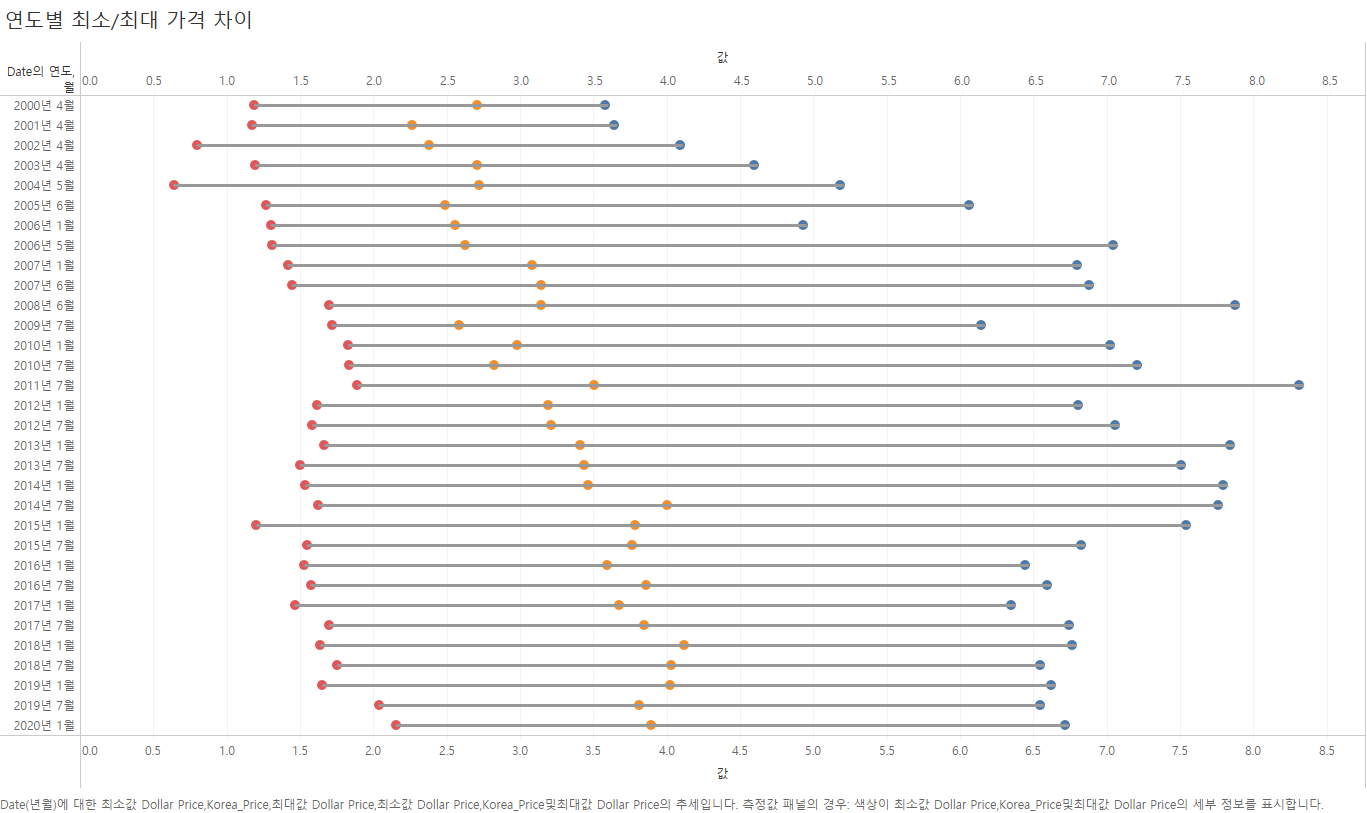 연도별 최소/최대 가격 차이
값
Date의 연도,
월
0.0 0.5 1.0 1.5 2.0 2.5 3.0 3.5 4.0 4.5 5.0 5.5 6.0 6.5 7.0 7.5 8.0 8.5
2000년 4월
2001년 4월
2002년 4월
2003년 4월
2004년 5월
2005년 6월
2006년 1월
2006년 5월
2007년 1월
2007년 6월
2008년 6월
2009년 7월
2010년 1월
2010년 7월
2011년 7월
2012년 1월
2012년 7월
2013년 1월
2013년 7월
2014년 1월
2014년 7월
2015년 1월
2015년 7월
2016년 1월
2016년 7월
2017년 1월
2017년 7월
2018년 1월
2018년 7월
2019년 1월
2019년 7월
2020년 1월
0.0 0.5 1.0 1.5 2.0 2.5 3.0 3.5 4.0 4.5 5.0 5.5 6.0 6.5 7.0 7.5 8.0 8.5
값
Date(년월)에 대한 최소값 Dollar Price,Korea_Price,최대값 Dollar Price,최소값 Dollar Price,Korea_Price및최대값 Dollar Price의 추세입니다. 측정값 패널의 경우: 색상이 최소값 Dollar Price,Korea_Price및최대값 Dollar Price의 세부 정보를 표시합니다.